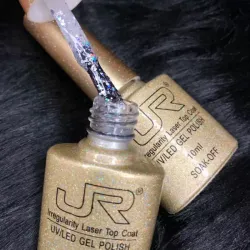 JR®
Irregularity Laser Top Coat
UV/LED GEL POLISH
JR®
Irregularity Laser Top Coat
UV/LED GEL POLISH
10ml
SOAK-OFF